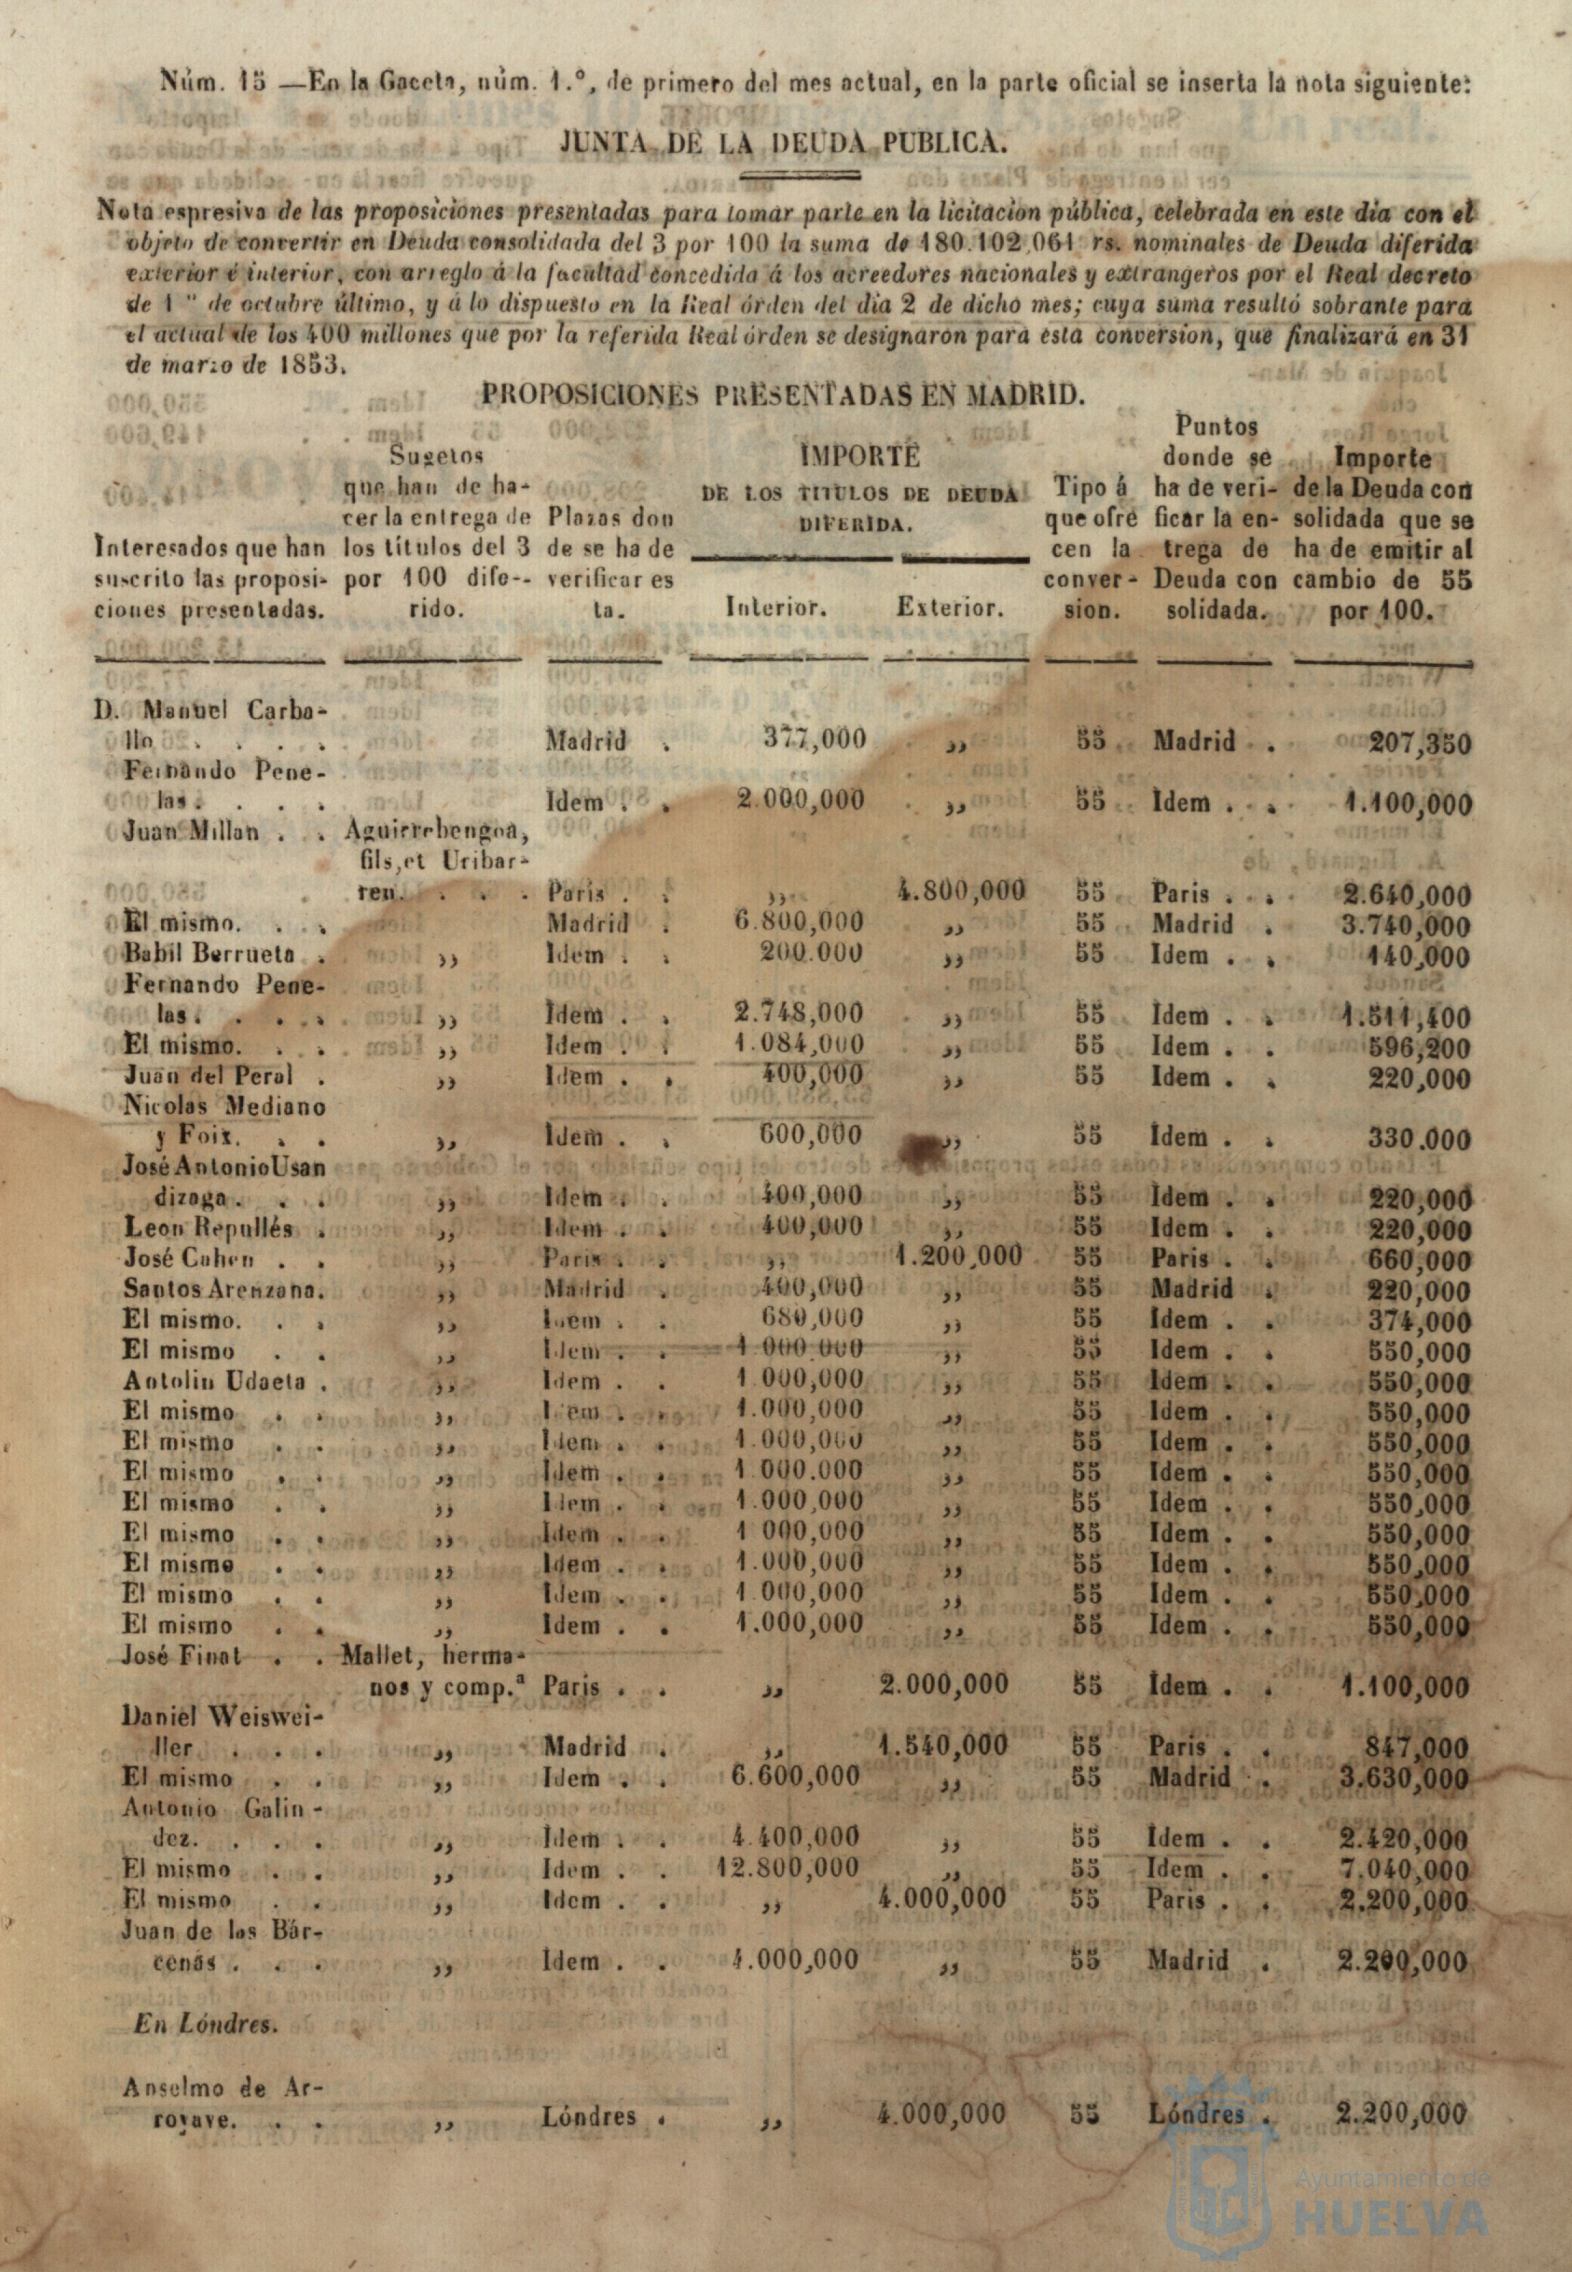 Núm. 15 —En la Gaceta, núm. 1.º, de primero del mes actual, en la parte oficial se inserta la nota siguiente:
JUNTA DE LA DEUDA PUBLICA.
Nota espresiva de las proposiciones presentadas para tomar parte en la licitacion pública, celebrada en este dia con el
objeto de convertir en Deuda consolidada del 3 por 100 la suma de 180.102,061 rs. nominales de Deuda diferida
exterior é interior, con arreglo á la facultad concedida á los acreedores nacionales y extrangeros por el Real decreto
de 1º de octubre último, y á lo dispuesto en la Real órden del dia 2 de dicho mes; cuya suma resultó sobrante para
el actual de los 400 millones que por la referida Real órden se designaron para esta conversion, que finalizará en 31
de marzo de 1853.
PROPOSICIONES PRESENTADAS EN MADRID.
Interesados que han
suscrito las proposi-
ciones presentadas.
Sugetos
que han de ha-
cer la entrega de
los títulos del 3
por 100 dife--
rido.
Plazas don
de se ha de
verificar es
ta.
IMPORTE
DE LOS TITULOS DE DEUDA
DIFERIDA.
Interior. Exterior.
Tipo á
que ofre
cen la
conver-
sion.
Puntos
donde se
ha de veri-
ficar la en-
trega de
Deuda con
solidada.
Importe
de la Deuda con
solidada que se
ha de emitir al
cambio de 55
por 100.
D. Manuel Carba-
llo . . . . Madrid . 377,000 ,, 55 Madrid . 207,350
Fernando Pene-
las. . . . Idem . . 2.000,000 ,, 55 Idem . . 1.100,000
Juan Millan . . Aguirrebengoa,
fils, et Uribar-
ren. . . . Paris . . ,, 4.800,000 55 Paris . . 2.640,000
El mismo. . . Madrid . 6.800,000 ,, 55 Madrid . 3.740,000
Babil Berrueta . ,, Idem . . 200.000 ,, 55 Idem . . 140,000
Fernando Pene-
las. . . . ,, Idem . . 2.748,000 ,, 55 Idem . . 1.511,400
El mismo. . . ,, Idem . . 1.084,000 ,, 55 Idem . . 596,200
Juan del Peral . ,, Idem . . 400,000 ,, 55 Idem . . 220,000
Nicolas Mediano
y Foix. . . ,, Idem . . 600,000 ,, 55 Idem . . 330.000
José Antonio Usan
dizaga. . . ,, Idem . . 400,000 ,, 55 Idem . . 220,000
Leon Repullés . ,, Idem . . 400,000 ,, 55 Idem . . 220,000
José Cahen . . ,, Paris . . ,, 1.200,000 55 Paris . . 660,000
Santos Arenzana. ,, Madrid . 400,000 ,, 55 Madrid . 220,000
El mismo. . . ,, Idem . . 680,000 ,, 55 Idem . . 374,000
El mismo . . ,, Idem . . 1 000.000 ,, 55 Idem . . 550,000
Antolin Udaeta . ,, Idem . . 1 000,000 ,, 55 Idem . . 550,000
El mismo . . ,, Idem . . 1.000,000 ,, 55 Idem . . 550,000
El mismo . . ,, Idem . . 1.000,000 ,, 55 Idem . . 550,000
El mismo . . ,, Idem . . 1 000.000 ,, 55 Idem . . 550,000
El mismo . . ,, Idem . . 1.000,000 ,, 55 Idem . . 550,000
El mismo . . ,, Idem . . 1 000,000 ,, 55 Idem . . 550,000
El mismo . . ,, Idem . . 1.000,000 ,, 55 Idem . . 550,000
El mismo . . ,, Idem . . 1 000,000 ,, 55 Idem . . 550,000
El mismo . . ,, Idem . . 1.000,000 ,, 55 Idem . . 550,000
José Finat . . Mallet, herma-
nos y comp.ª Paris . . ,, 2.000,000 55 Idem . . 1.100,000
Daniel Weiswei-
ller . . . ,, Madrid . ,, 1.540,000 55 Paris . . 847,000
El mismo . . ,, Idem . . 6.600,000 ,, 55 Madrid . 3.630,000
Antonio Galin-
dez. . . . ,, Idem . . 4.400,000 ,, 55 Idem . . 2.420,000
El mismo . . ,, Idem . . 12.800,000 ,, 55 Idem . . 7.040,000
El mismo . . ,, Idem . . ,, 4.000,000 55 Paris . . 2.200,000
Juan de las Bár-
cenas . . . ,, Idem . . 4.000,000 ,, 55 Madrid . 2.200,000
En Lóndres.
Anselmo de Ar-
royave. . . ,, Lóndres . ,, 4.000,000 55 Lóndres . 2.200,000
Ayuntamiento de
HUELVA